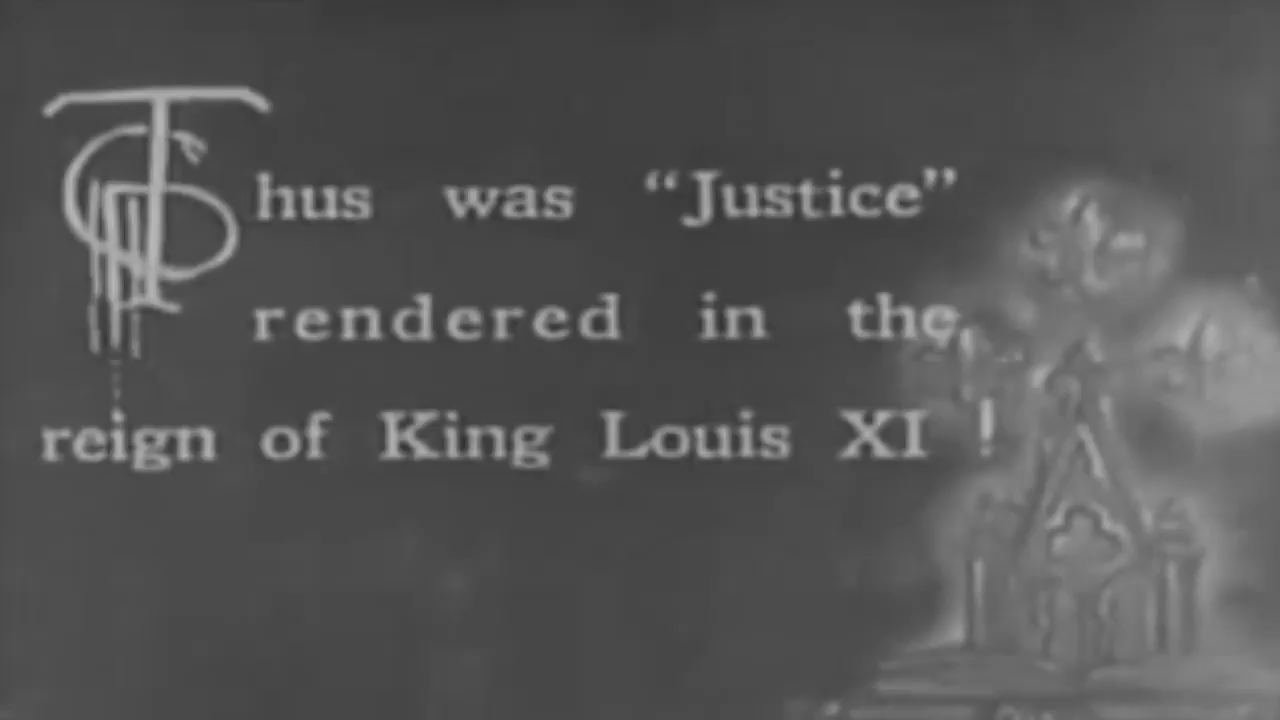 Thus was “Justice”
rendered in the
reign of King Louis XI !